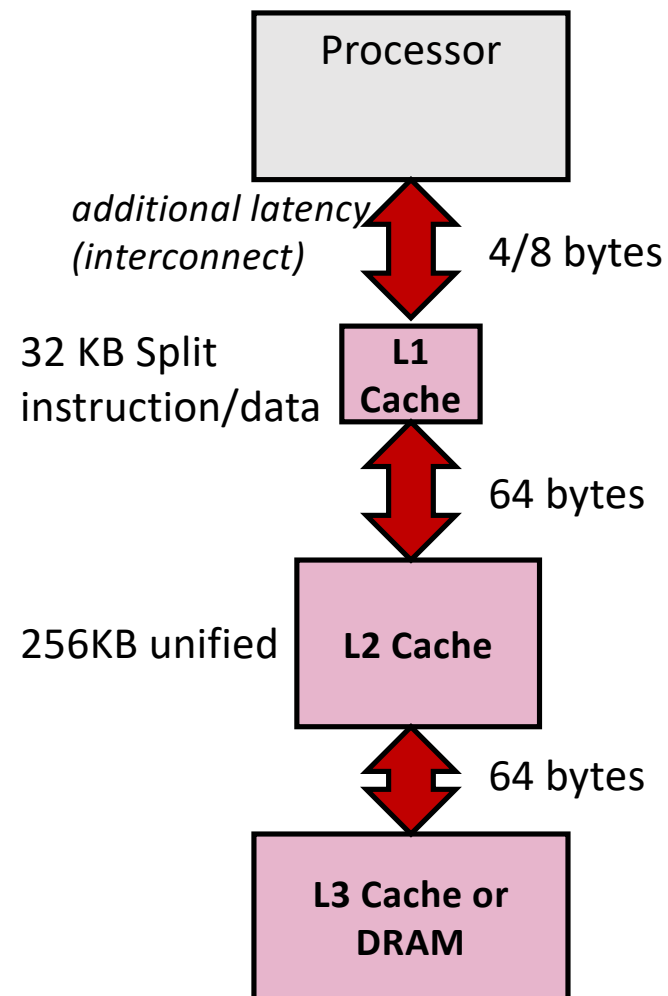 Processor
additional latency
(interconnect)
4/8 bytes
32 KB Split
instruction/data
L1
Cache
64 bytes
256KB unified
L2 Cache
64 bytes
L3 Cache or
DRAM